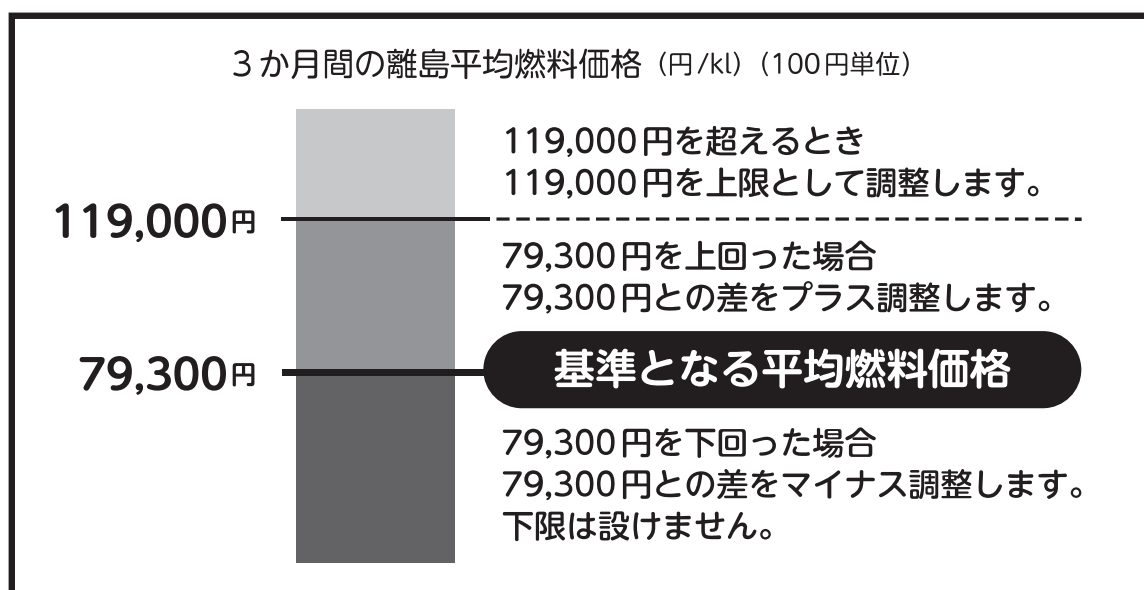 3か月間の離島平均燃料価格（円/kl）（100円単位）
119,000円を超えるとき
119,000円を上限として調整します。
119,000円
79,300円を上回った場合
79,300円との差をプラス調整します。
79,300円
基準となる平均燃料価格
79,300円を下回った場合
79,300円との差をマイナス調整します。
下限は設けません。